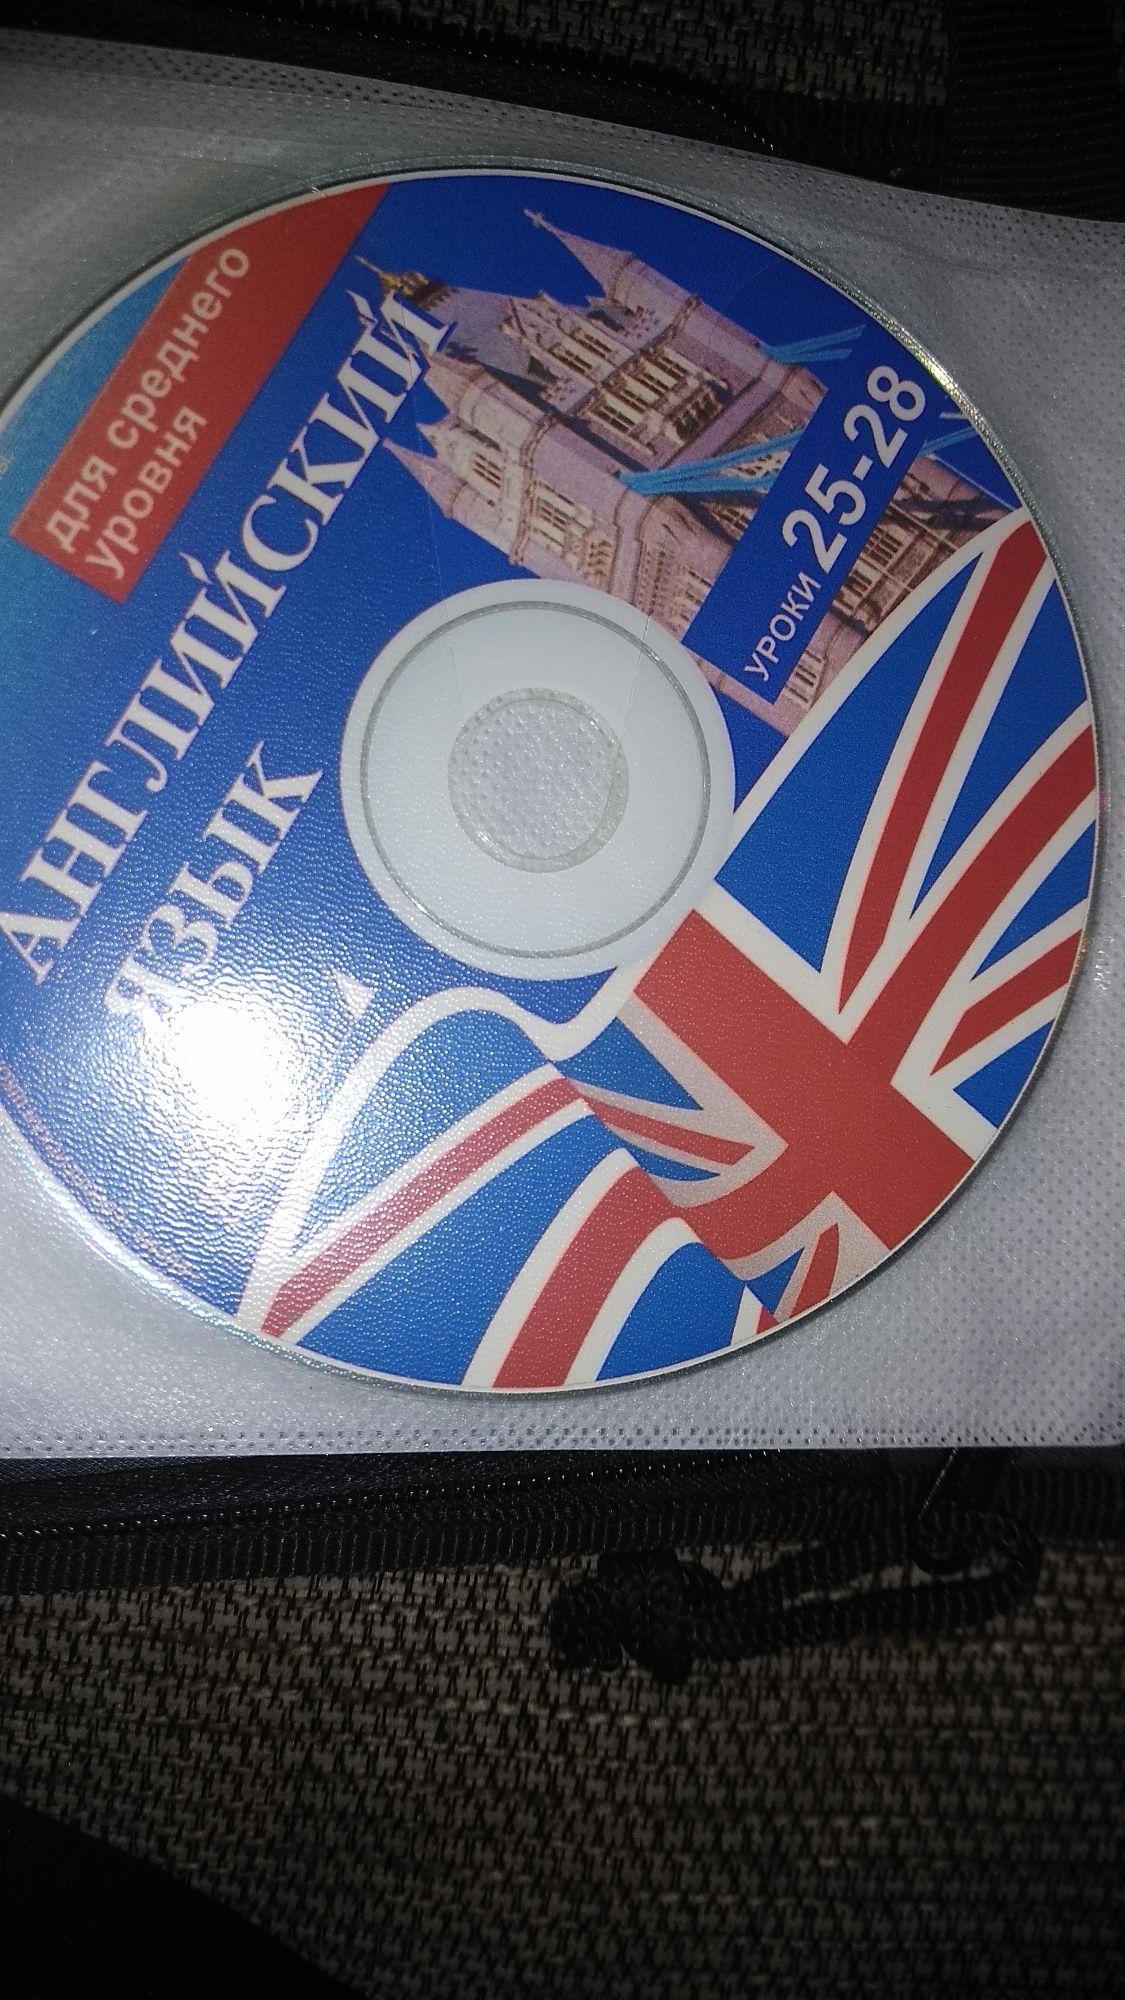 для среднего
уровня
АНГЛИЙСКИЙ
ЯЗЫК
УРОКИ 25-28